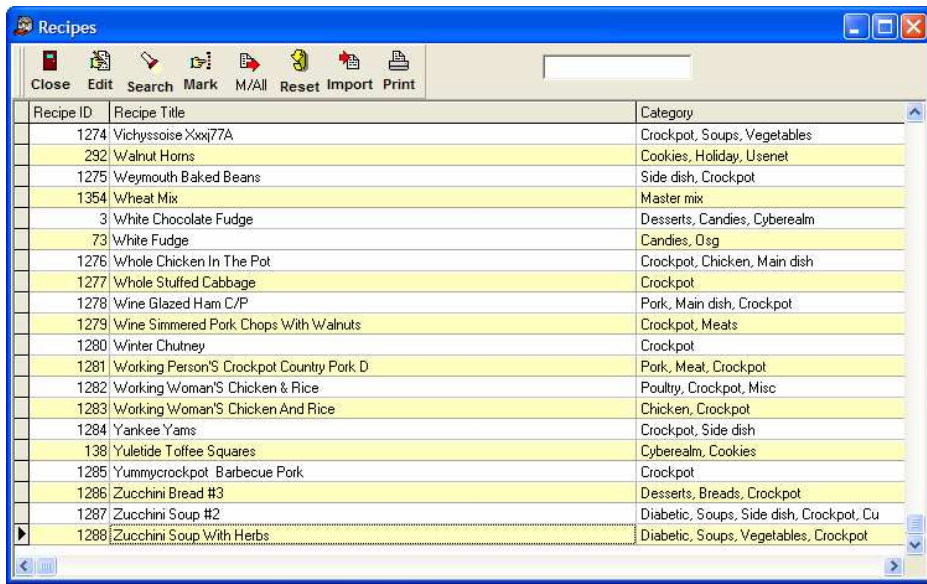 Recipes
Close Edit Search Mark M/All Reset Import Print
Recipe ID Recipe Title Category
1274 Vichyssoise Xxxj77A Crockpot, Soups, Vegetables
292 Walnut Horns Cookies, Holiday, Usenet
1275 Weymouth Baked Beans Side dish, Crockpot
1354 Wheat Mix Master mix
3 White Chocolate Fudge Desserts, Candies, Cyberealm
73 White Fudge Candies, Osg
1276 Whole Chicken In The Pot Crockpot, Chicken, Main dish
1277 Whole Stuffed Cabbage Crockpot
1278 Wine Glazed Ham C/P Pork, Main dish, Crockpot
1279 Wine Simmered Pork Chops With Walnuts Crockpot, Meats
1280 Winter Chutney Crockpot
1281 Working Person'S Crockpot Country Pork D Pork, Meat, Crockpot
1282 Working Woman'S Chicken & Rice Poultry, Crockpot, Misc
1283 Working Woman'S Chicken And Rice Chicken, Crockpot
1284 Yankee Yams Crockpot, Side dish
138 Yuletide Toffee Squares Cyberealm, Cookies
1285 Yummycrockpot  Barbecue Pork Crockpot
1286 Zucchini Bread #3 Desserts, Breads, Crockpot
1287 Zucchini Soup #2 Diabetic, Soups, Side dish, Crockpot, Cu
1288 Zucchini Soup With Herbs Diabetic, Soups, Vegetables, Crockpot